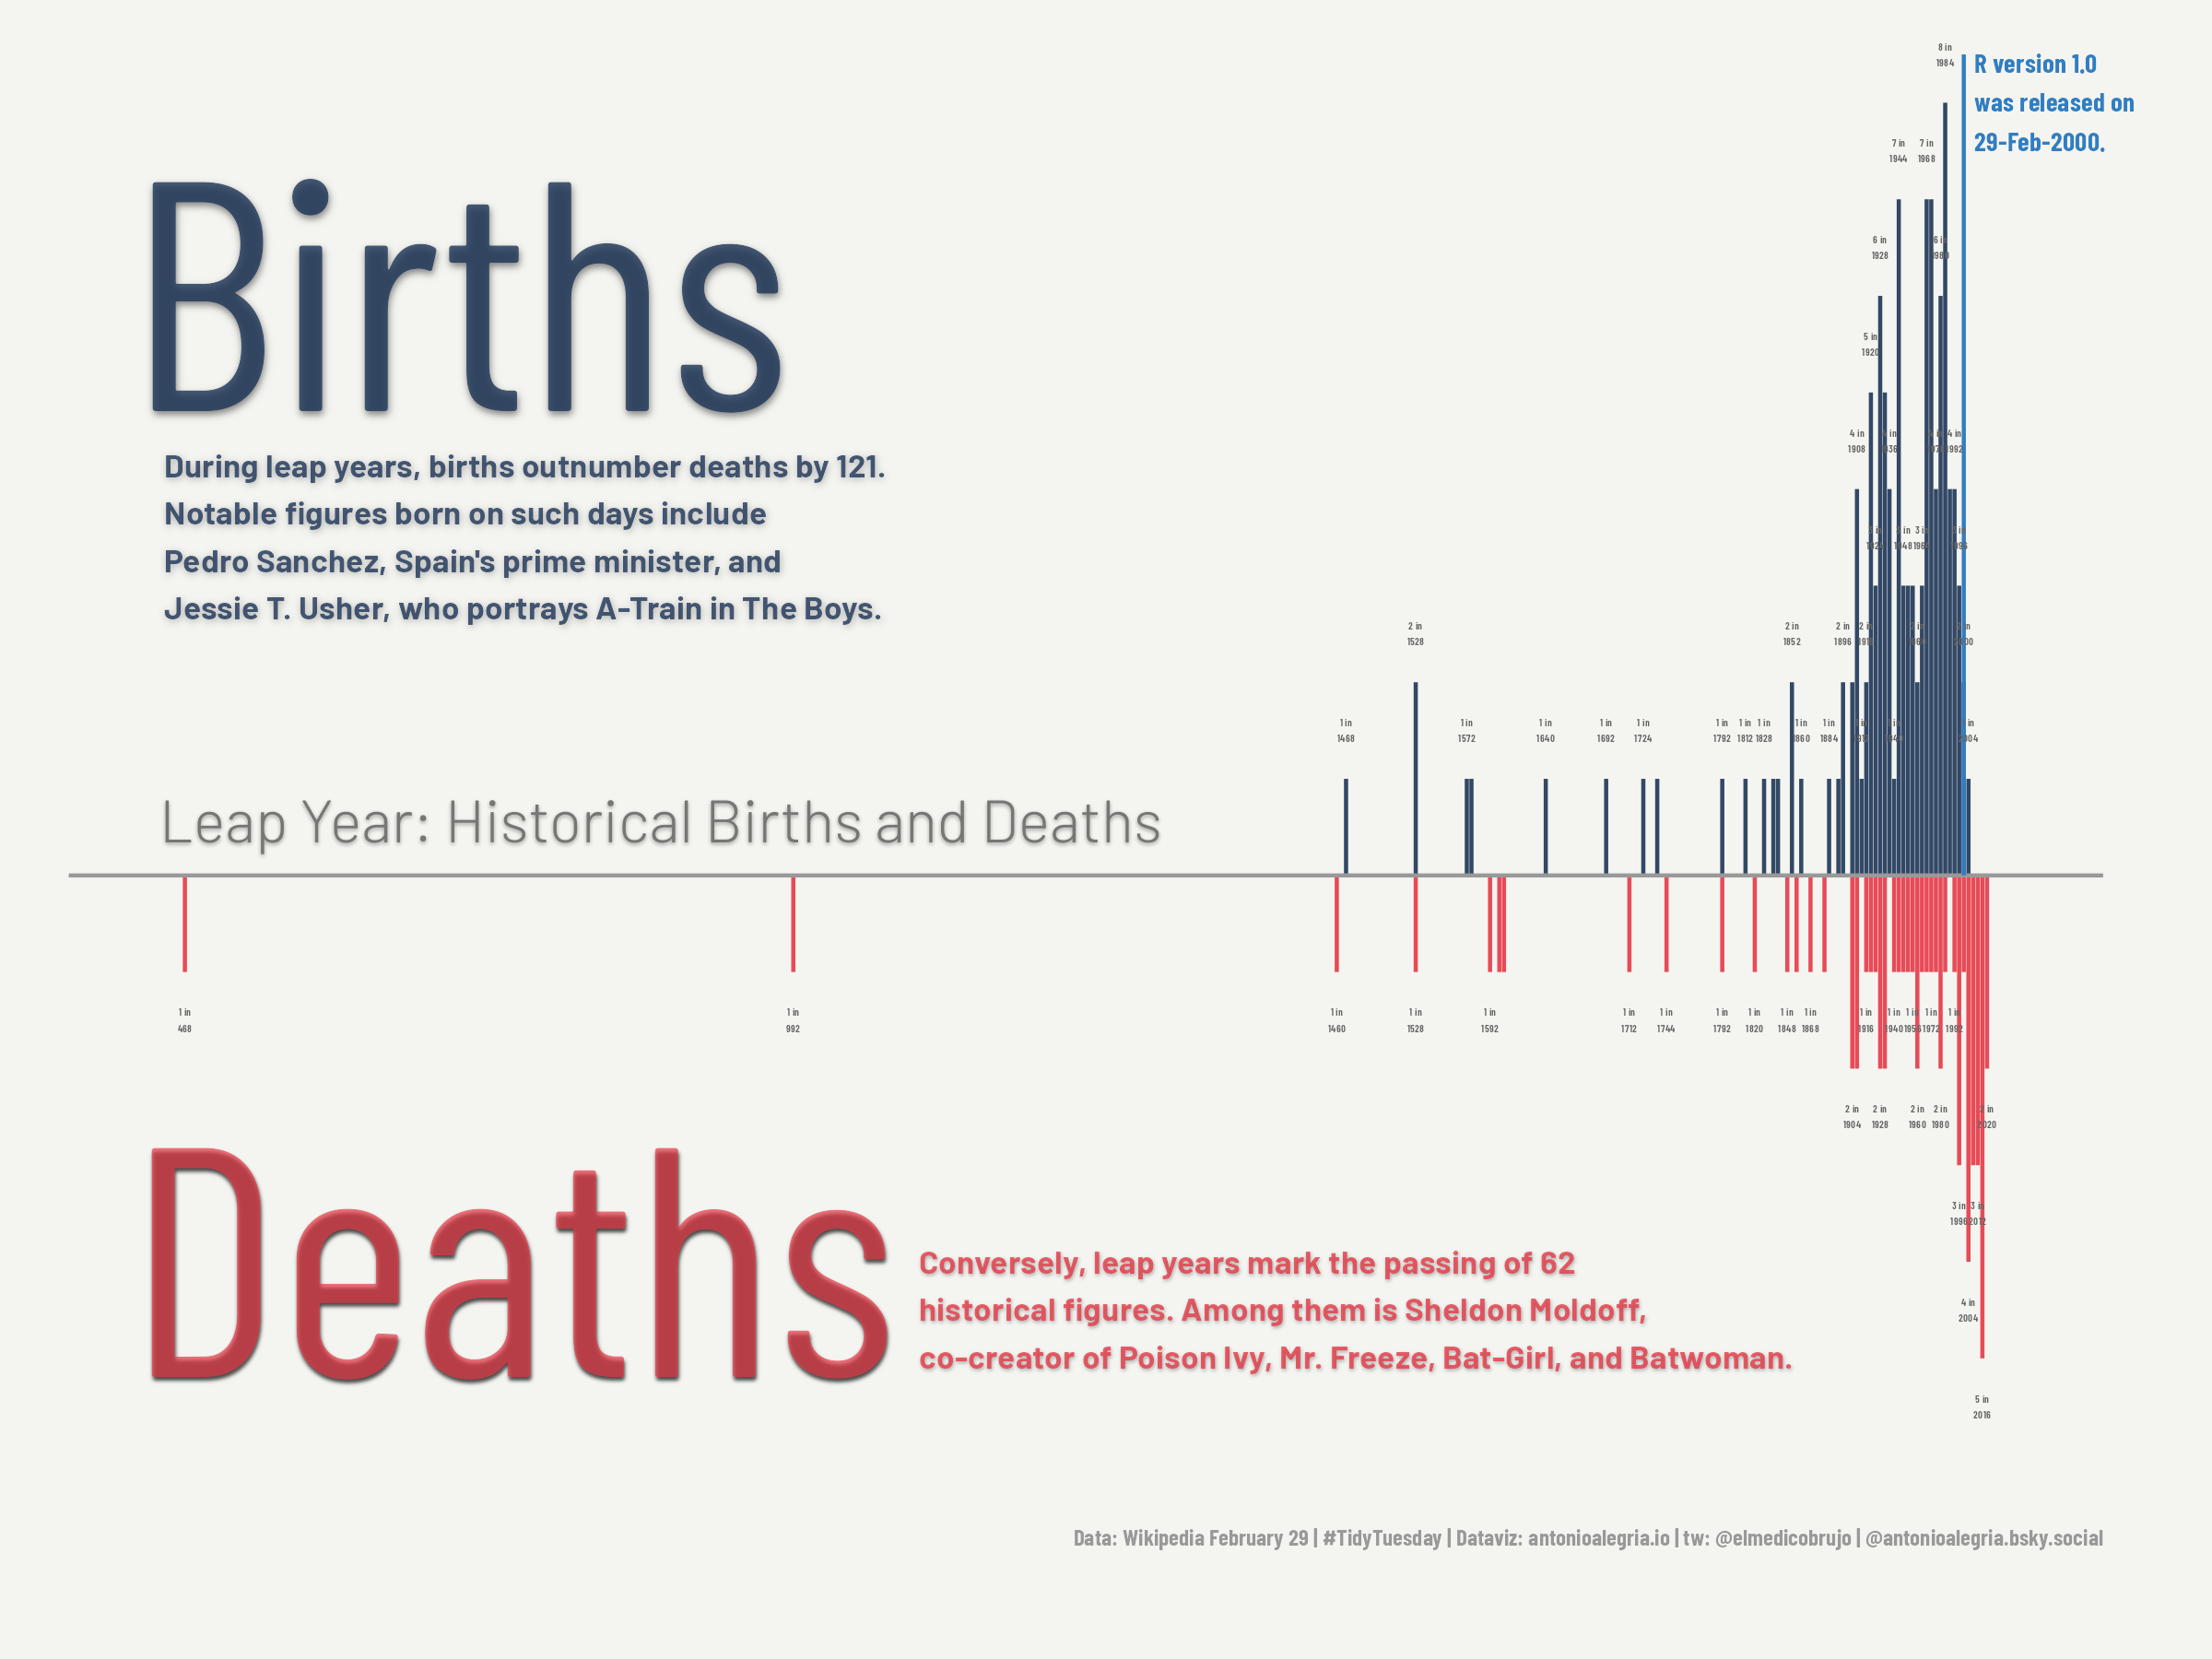 8 in
1984
R version 1.0
was released on
29-Feb-2000.
7 in
1944
7 in
1968
Births
6 in
1928
6 in
5 in
1920
During leap years, births outnumber deaths by 121.
Notable figures born on such days include
Pedro Sanchez, Spain's prime minister, and
Jessie T. Usher, who portrays A-Train in The Boys.
4 in
1908
4 in
1992
2 in
1528
2 in
1852
2 in
1896
1 in
1468
1 in
1572
1 in
1640
1 in
1692
1 in
1724
1 in
1792
1 in
1812
1 in
1828
1 in
1860
1 in
1884
Leap Year: Historical Births and Deaths
1 in
468
1 in
992
1 in
1460
1 in
1528
1 in
1592
1 in
1712
1 in
1744
1 in
1792
1 in
1820
1 in
1848
1 in
1868
1 in
1916
1 in
1940
1 in
1956
1 in
1972
1 in
1992
2 in
1904
2 in
1928
2 in
1960
2 in
1980
2 in
2020
Deaths
3 in
1996
3 in
2012
Conversely, leap years mark the passing of 62
historical figures. Among them is Sheldon Moldoff,
co-creator of Poison Ivy, Mr. Freeze, Bat-Girl, and Batwoman.
4 in
2004
5 in
2016
Data: Wikipedia February 29 | #TidyTuesday | Dataviz: antonioalegria.io | tw: @elmedicobrujo | @antonioalegria.bsky.social